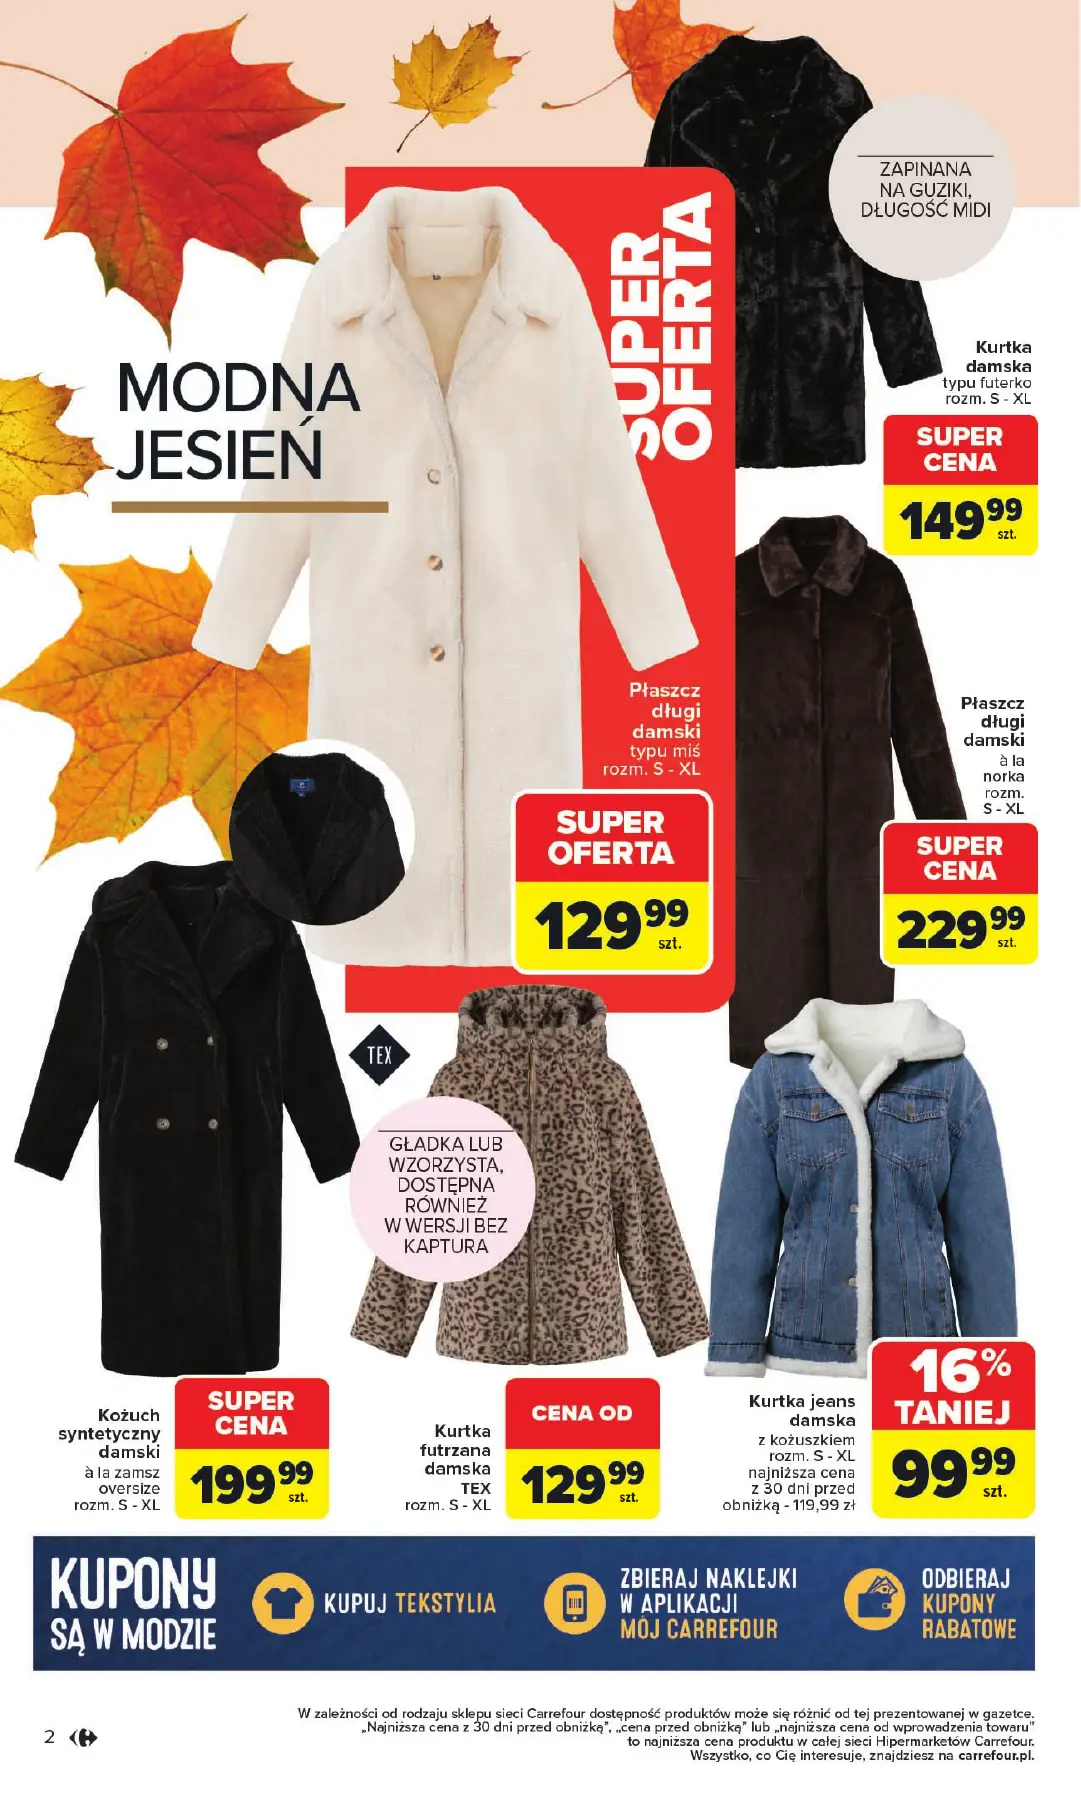 ZAPINANA
NA GUZIKI,
DŁUGOŚĆ MIDI
SUPER
OFERTA
MODNA
JESIEŃ
Kurtka
damska
typu futerko
rozm. S - XL
SUPER
CENA
149 99
szt.
Płaszcz
długi
damski
typu miś
rozm. S - XL
SUPER
OFERTA
129 99
szt.
Płaszcz
długi
damski
à la
norka
rozm.
S - XL
SUPER
CENA
229 99
szt.
TEX
GŁADKA LUB
WZORZYSTA,
DOSTĘPNA
RÓWNIEŻ
W WERSJI BEZ
KAPTURA
Kożuch
syntetyczny
damski
à la zamsz
oversize
rozm. S - XL
SUPER
CENA
199 99
szt.
Kurtka
futrzana
damska
TEX
rozm. S - XL
CENA OD
129 99
szt.
Kurtka jeans
damska
z kożuszkiem
rozm. S - XL
najniższa cena
z 30 dni przed
obniżką - 119,99 zł
16%
TANIEJ
99 99
szt.
KUPONY
SĄ W MODZIE
KUPUJ TEKSTYLIA
ZBIERAJ NAKLEJKI
W APLIKACJI
MÓJ CARREFOUR
ODBIERAJ
KUPONY
RABATOWE
W zależności od rodzaju sklepu sieci Carrefour dostępność produktów może się różnić od tej prezentowanej w gazetce.
„Najniższa cena z 30 dni przed obniżką”, „cena przed obniżką” lub „najniższa cena od wprowadzenia towaru”
to najniższa cena produktu w całej sieci Hipermarketów Carrefour.
Wszystko, co Cię interesuje, znajdziesz na carrefour.pl.
2